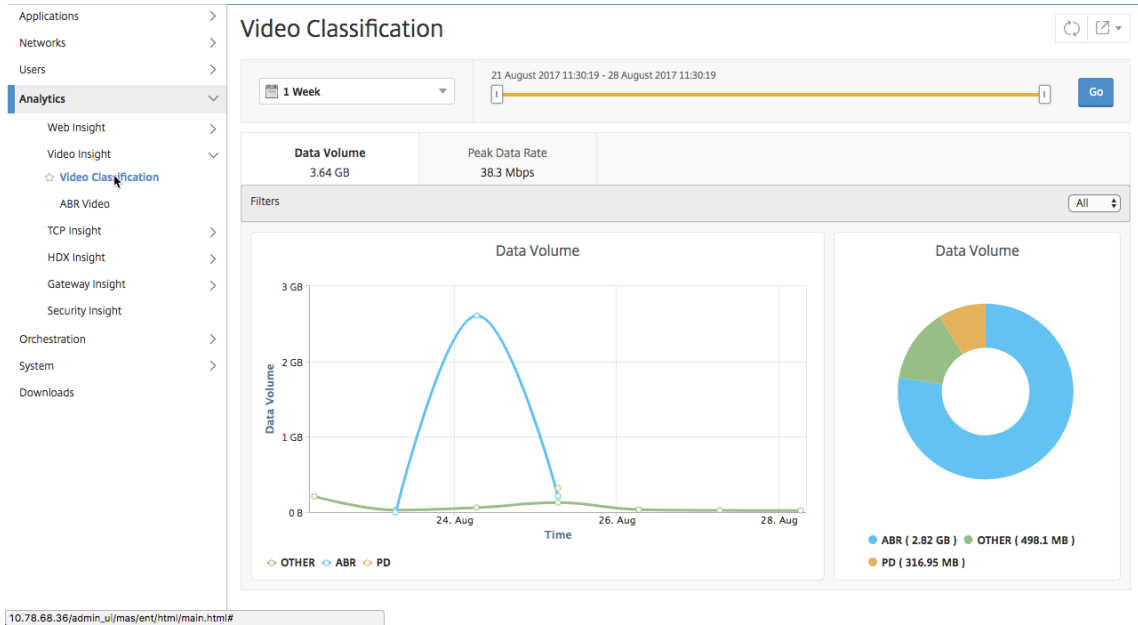 Applications
Networks
Users
Analytics
Web Insight
Video Insight
Video Classification
ABR Video
TCP Insight
HDX Insight
Gateway Insight
Security Insight
Orchestration
System
Downloads
Video Classification
1 Week
21 August 2017 11:30:19 - 28 August 2017 11:30:19
Go
Data Volume
3.64 GB
Peak Data Rate
38.3 Mbps
Filters
All
Data Volume
3 GB
2 GB
1 GB
0 B
Data Volume
24. Aug
26. Aug
28. Aug
Time
OTHER ABR PD
Data Volume
ABR ( 2.82 GB ) OTHER ( 498.1 MB )
PD ( 316.95 MB )
10.78.68.36/admin_ui/mas/ent/html/main.html#